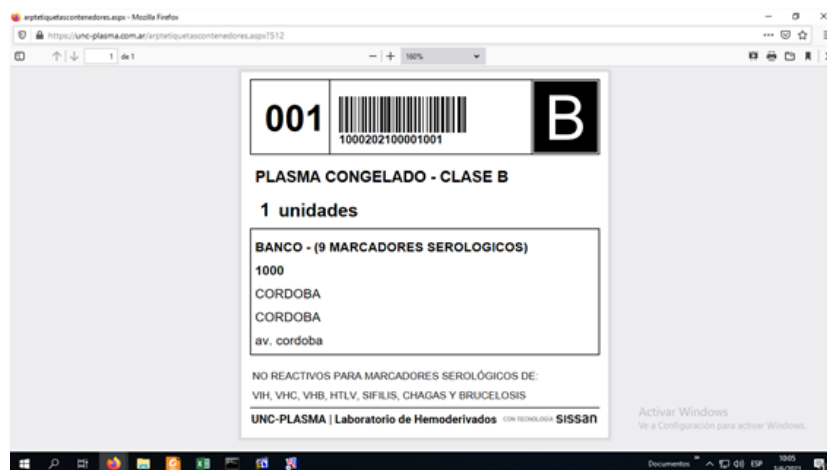 arptetiquetascontenedores.aspx - Mozilla Firefox
https://unc-plasma.com.ar/arptetiquetascontenedores.aspx?512
1 de 1
160%
001
1000202100001001
B
PLASMA CONGELADO - CLASE B
1 unidades
BANCO - (9 MARCADORES SEROLOGICOS)
1000
CORDOBA
CORDOBA
av. cordoba
NO REACTIVOS PARA MARCADORES SEROLÓGICOS DE:
VIH, VHC, VHB, HTLV, SIFILIS, CHAGAS Y BRUCELOSIS
UNC-PLASMA | Laboratorio de Hemoderivados CON TECNOLOGÍA sissan
Activar Windows
Ve a Configuración para activar Windows.
Documentos
ESP
10:05